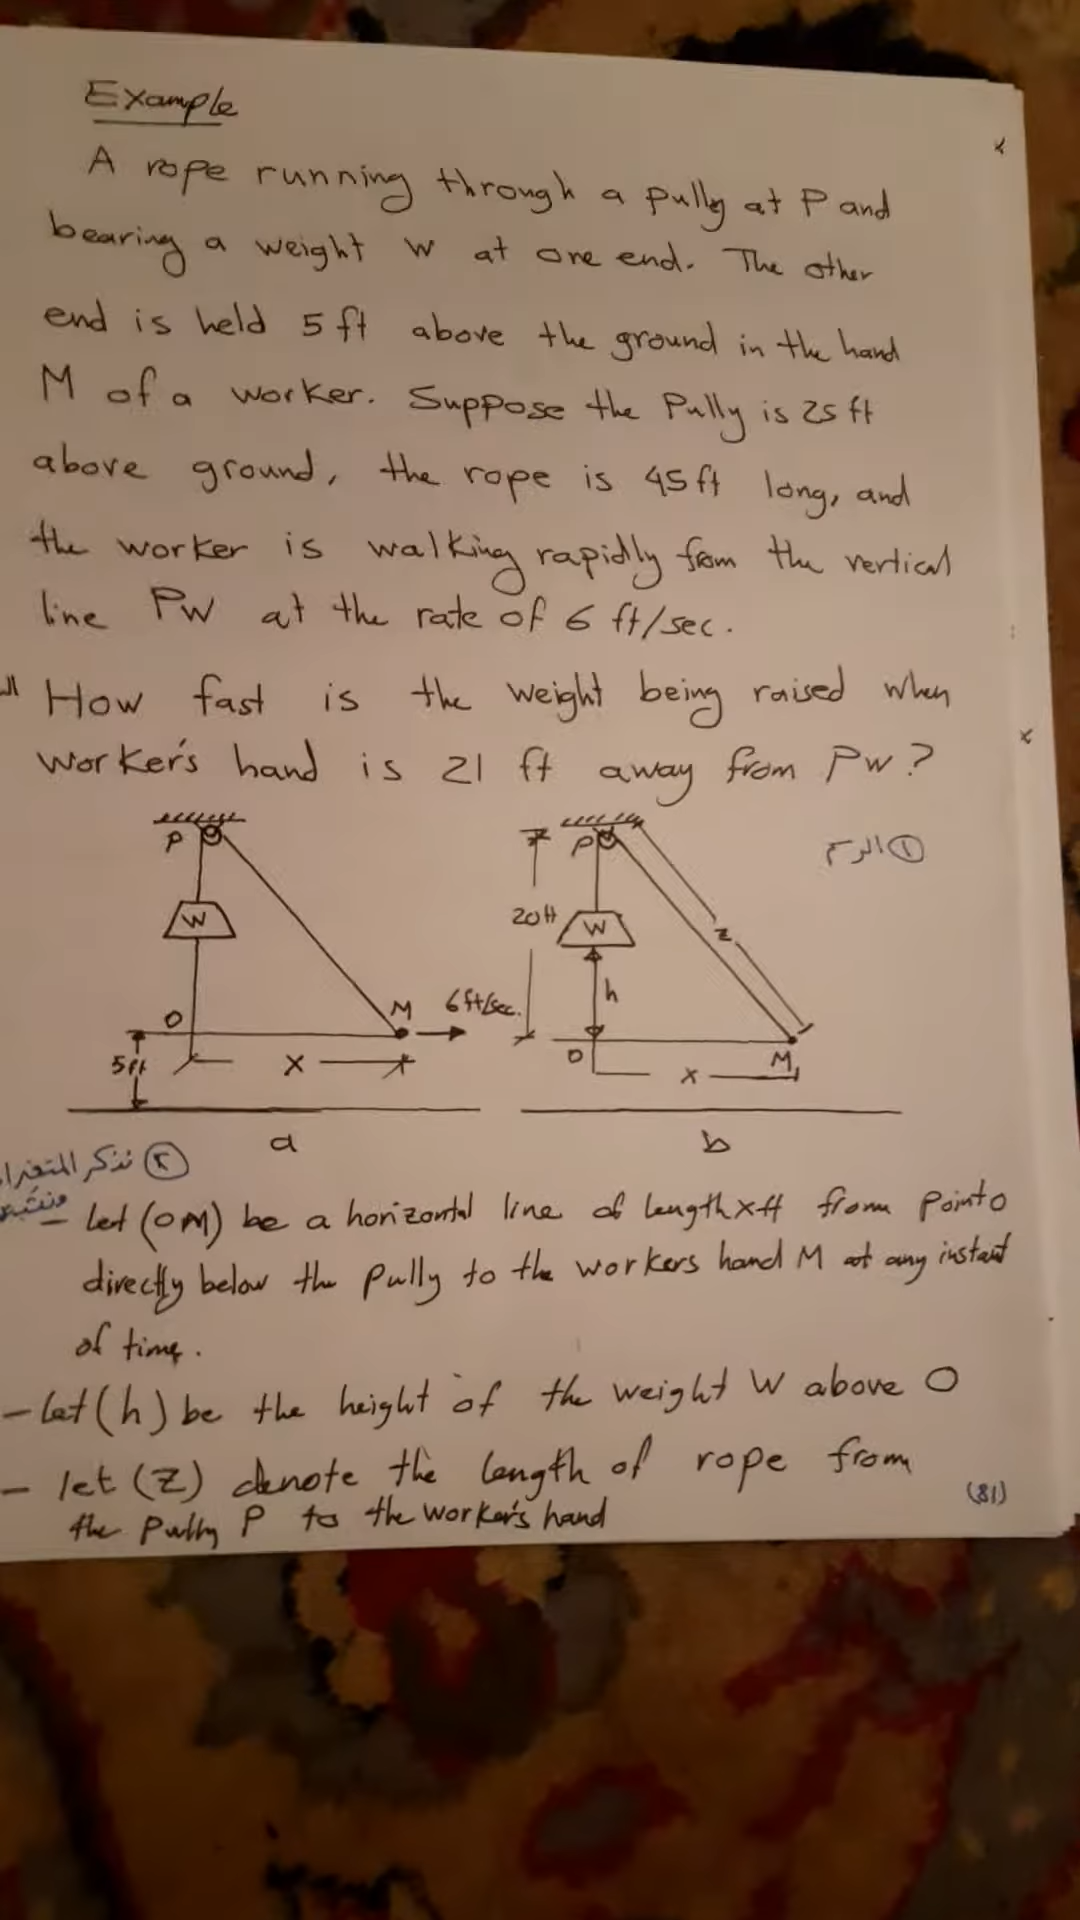 Example
A rope running through a pully at P and
bearing a weight W at one end. The other
end is held 5 ft above the ground in the hand
M of a worker. Suppose the Pully is 25 ft
above ground, the rope is 45 ft long, and
the worker is walking rapidly from the vertical
line PW at the rate of 6 ft/sec.
How fast is the weight being raised when
worker's hand is 21 ft away from PW?
P
W
O
M
6 ft/sec.
5ft
X
a
P
20ft
W
z
h
O
M
x
b
① الرسم
② نذكر المتغيرا
- let (OM) be a horizontal line of length x ft from point O
directly below the pully to the workers hand M at any instant
of time.
- let (h) be the height of the weight W above O
- let (Z) denote the length of rope from
the pully P to the worker's hand
(81)